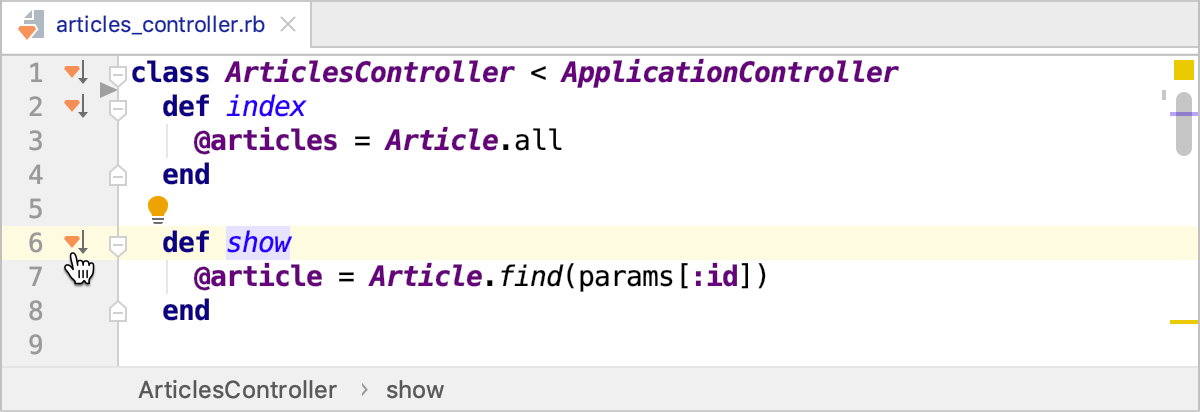 articles_controller.rb
1 class ArticlesController < ApplicationController
2 def index
3 @articles = Article.all
4 end
5
6 def show
7 @article = Article.find(params[:id])
8 end
9
ArticlesController › show